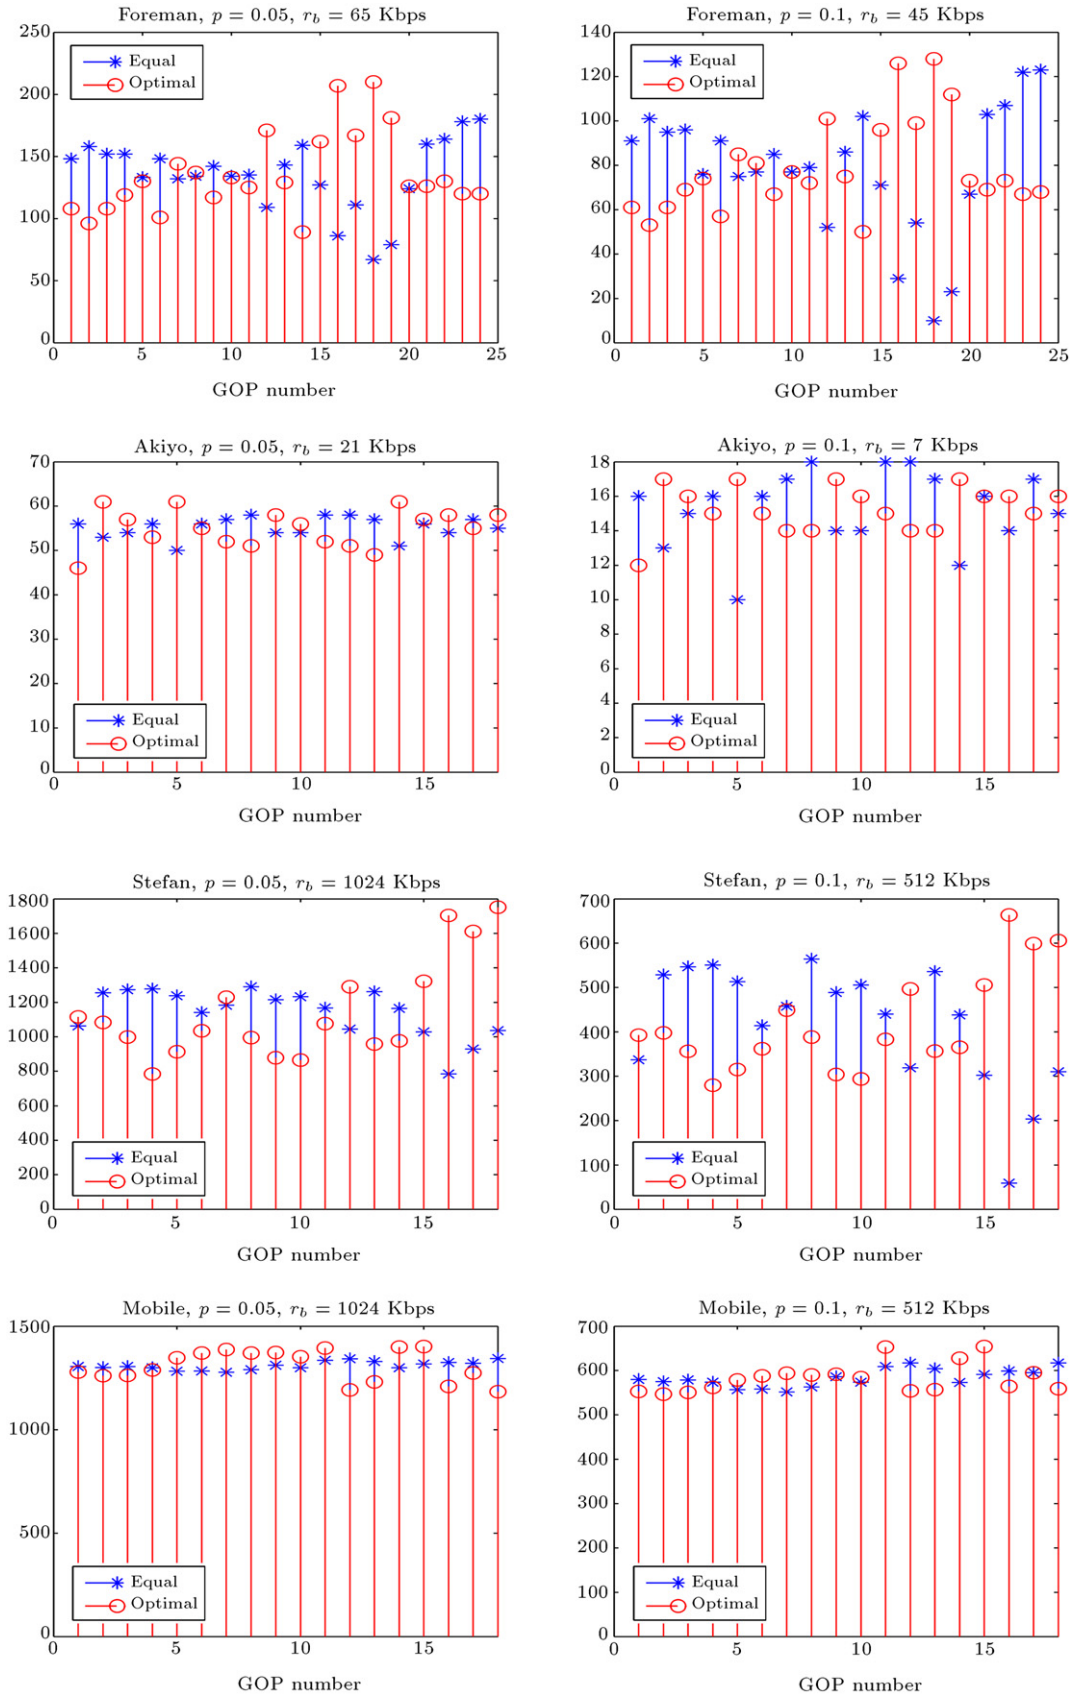 Foreman, p = 0.05, r_b = 65 Kbps
250
200
150
100
50
0
0 5 10 15 20 25
Equal
Optimal
GOP number
Foreman, p = 0.1, r_b = 45 Kbps
140
120
100
80
60
40
20
0
0 5 10 15 20 25
Equal
Optimal
GOP number
Akiyo, p = 0.05, r_b = 21 Kbps
70
60
50
40
30
20
10
0
0 5 10 15
Equal
Optimal
GOP number
Akiyo, p = 0.1, r_b = 7 Kbps
18
16
14
12
10
8
6
4
2
0
0 5 10 15
Equal
Optimal
GOP number
Stefan, p = 0.05, r_b = 1024 Kbps
1800
1600
1400
1200
1000
800
600
400
200
0
0 5 10 15
Equal
Optimal
GOP number
Stefan, p = 0.1, r_b = 512 Kbps
700
600
500
400
300
200
100
0
0 5 10 15
Equal
Optimal
GOP number
Mobile, p = 0.05, r_b = 1024 Kbps
1500
1000
500
0
0 5 10 15
Equal
Optimal
GOP number
Mobile, p = 0.1, r_b = 512 Kbps
700
600
500
400
300
200
100
0
0 5 10 15
Equal
Optimal
GOP number